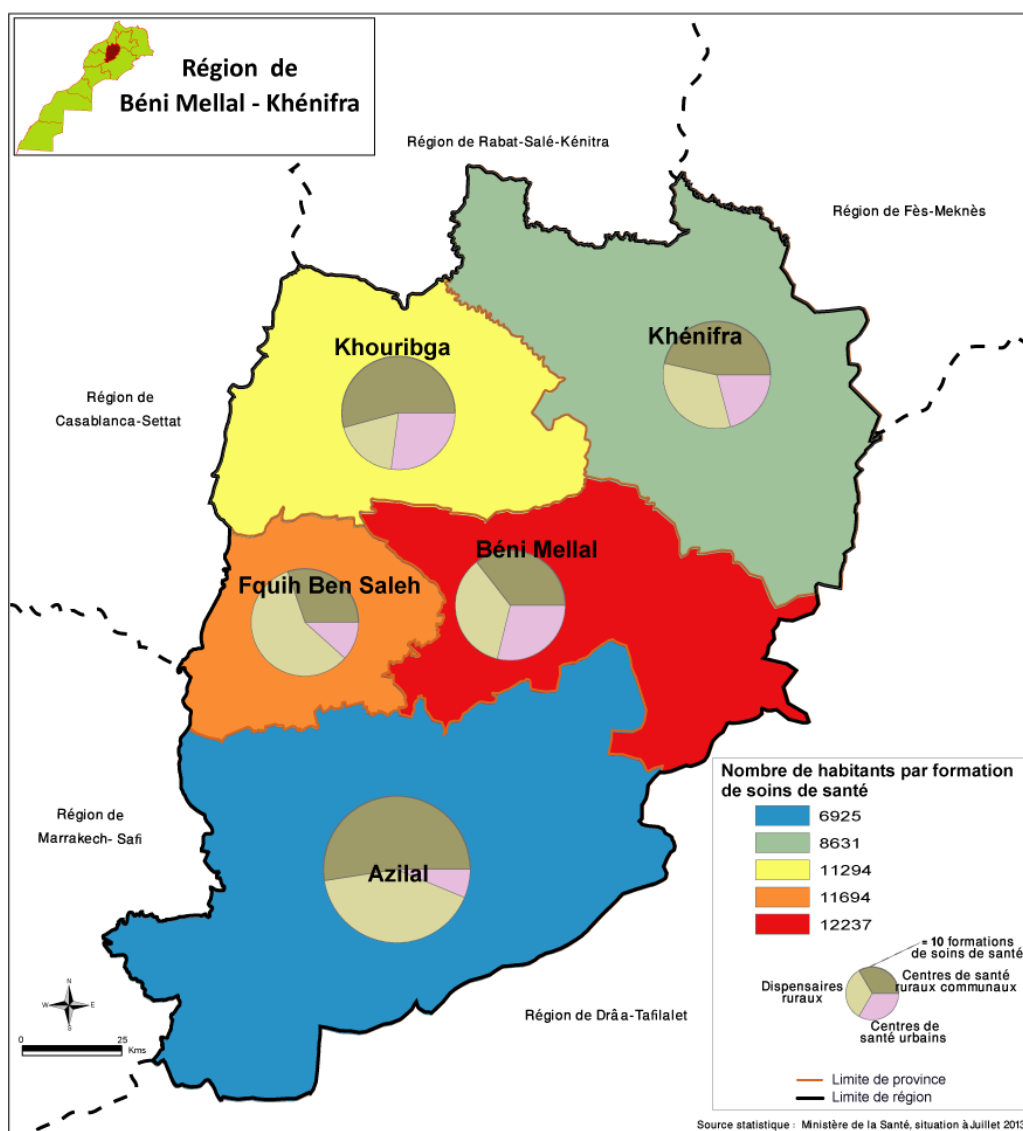 Région de
Béni Mellal - Khénifra
Région de Rabat-Salé-Kénitra
Région de Fès-Meknès
Khénifra
Khouribga
Région de
Casablanca-Settat
Béni Mellal
Fquih Ben Saleh
Région de
Marrakech- Safi
Azilal
Région de Drâa-Tafilalet
N
W E
S
0 25
Kms
Nombre de habitants par formation
de soins de santé
6925
8631
11294
11694
12237
= 10 formations
de soins de santé
Dispensaires
ruraux
Centres de santé
ruraux communaux
Centres de
santé urbains
Limite de province
Limite de région
Source statistique : Ministère de la Santé, situation à Juillet 2013